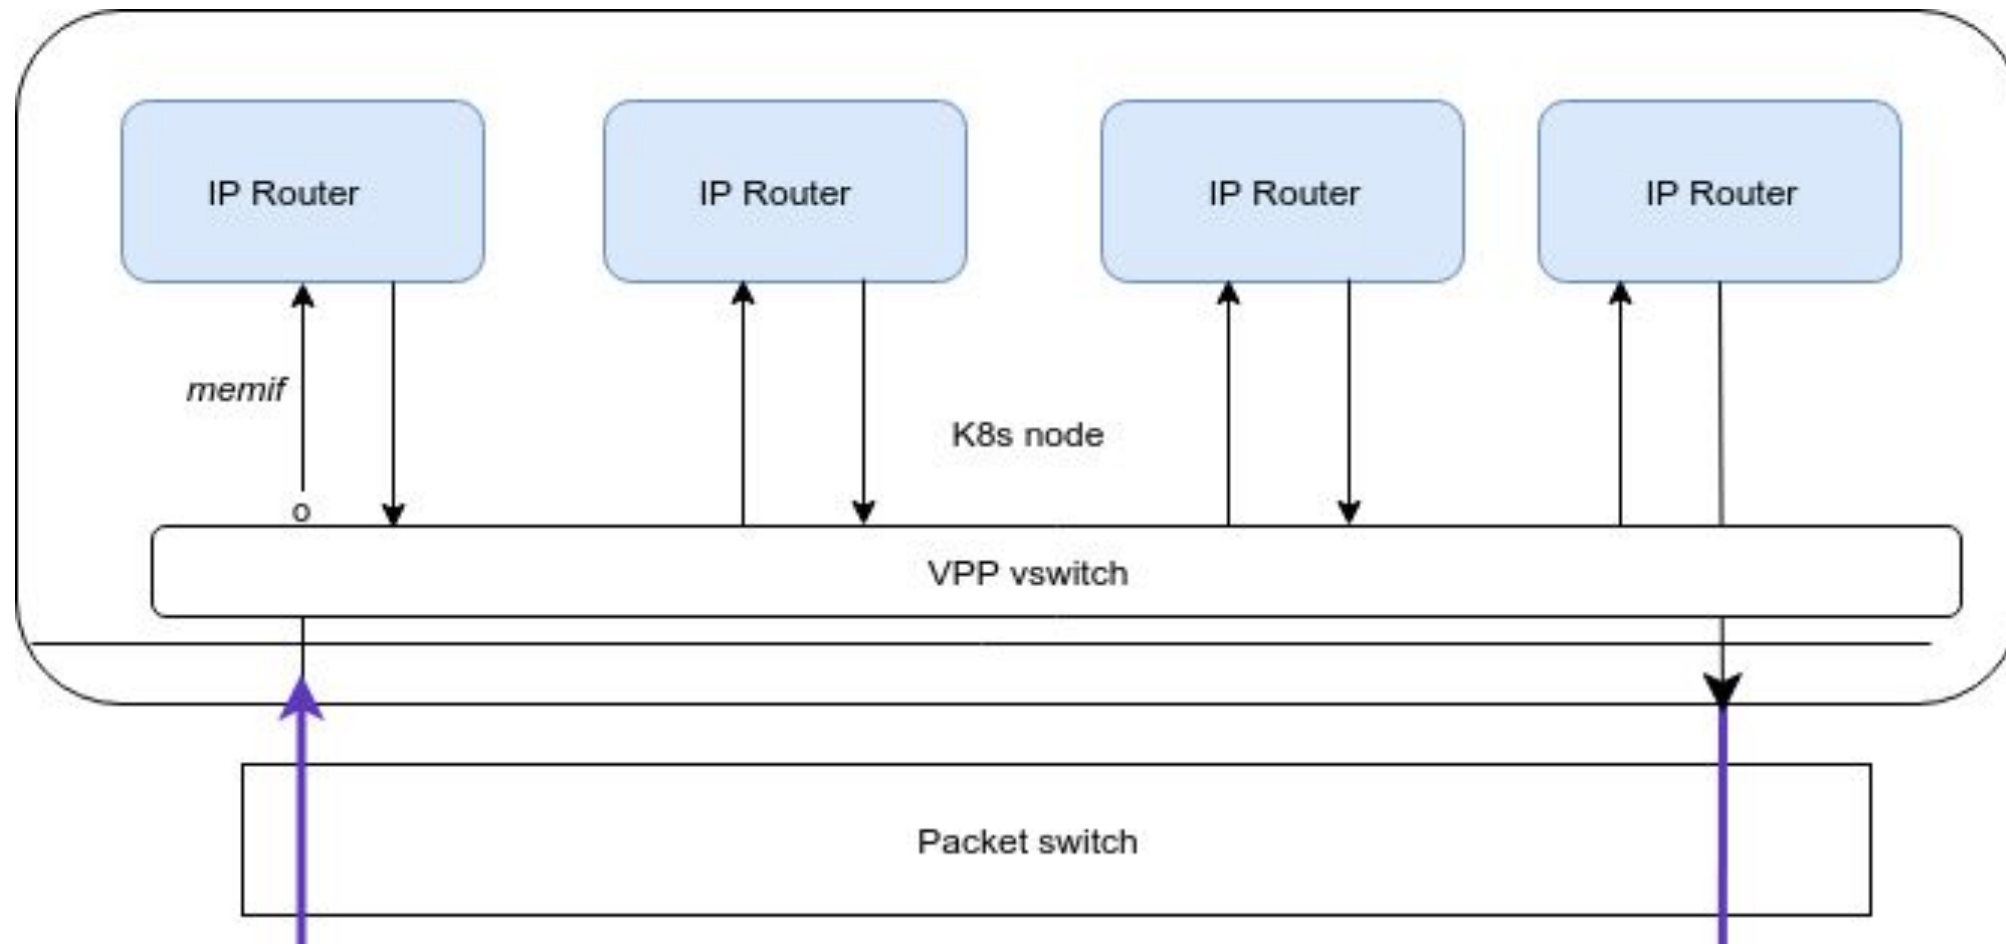 IP Router
IP Router
IP Router
IP Router
memif
K8s node
o
VPP vswitch
Packet switch